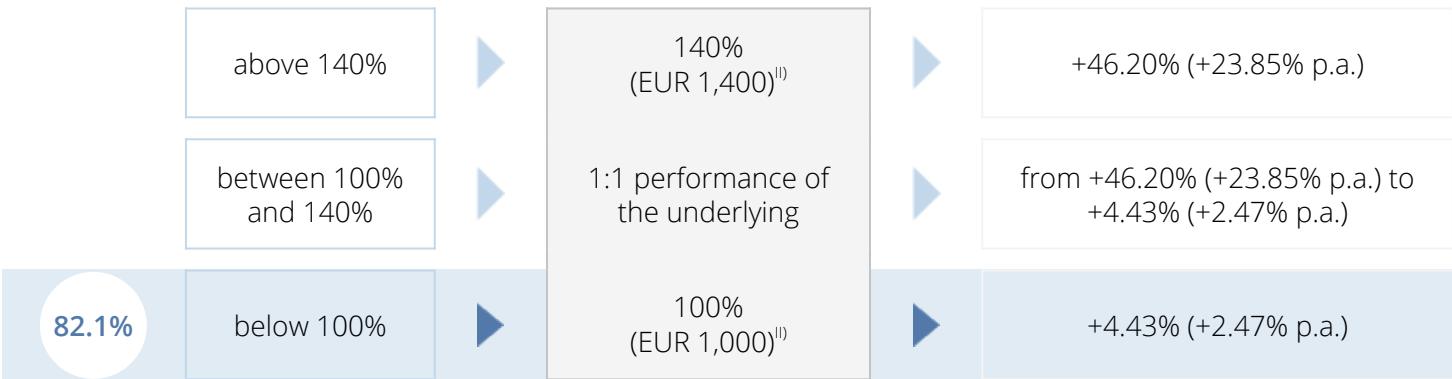 above 140%
140%
(EUR 1,400)II)
+46.20% (+23.85% p.a.)
between 100%
and 140%
1:1 performance of
the underlying
from +46.20% (+23.85% p.a.) to
+4.43% (+2.47% p.a.)
82.1%
below 100%
100%
(EUR 1,000)II)
+4.43% (+2.47% p.a.)